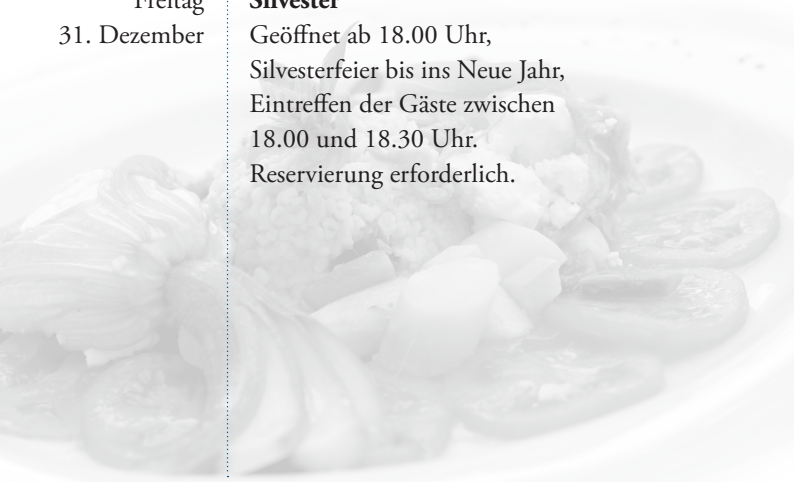 Freitag
31. Dezember
Silvester
Geöffnet ab 18.00 Uhr,
Silvesterfeier bis ins Neue Jahr,
Eintreffen der Gäste zwischen
18.00 und 18.30 Uhr.
Reservierung erforderlich.